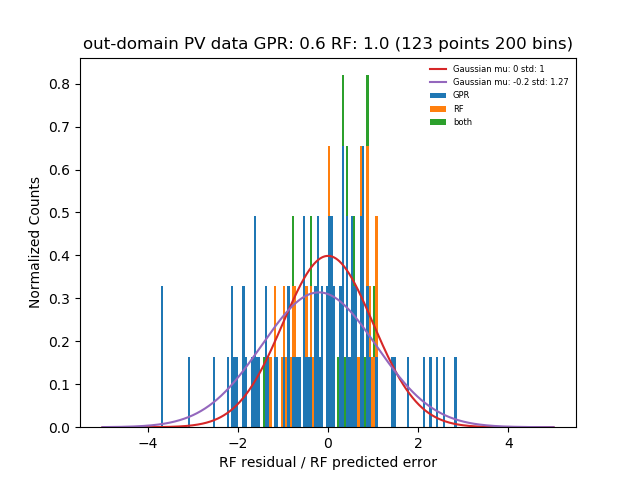 out-domain PV data GPR: 0.6 RF: 1.0 (123 points 200 bins)
Gaussian mu: 0 std: 1
Gaussian mu: -0.2 std: 1.27
GPR
RF
both
Normalized Counts
0.8
0.7
0.6
0.5
0.4
0.3
0.2
0.1
0.0
−4
−2
0
2
4
RF residual / RF predicted error